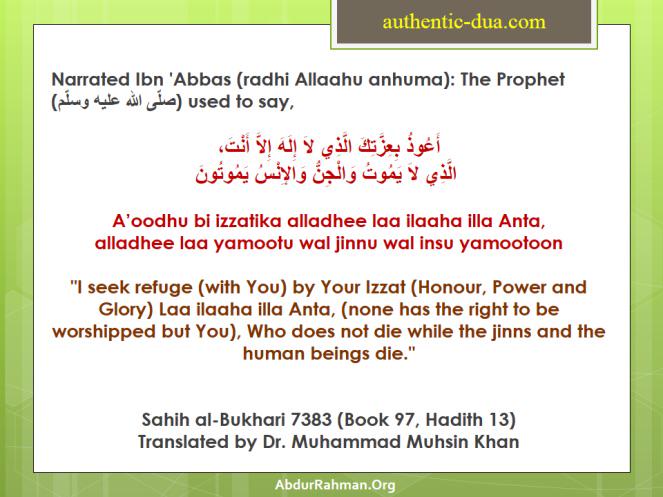 authentic-dua.com
Narrated Ibn 'Abbas (radhi Allaahu anhuma): The Prophet
(صلّى الله عليه وسلّم) used to say,
أَعُوذُ بِعِزَّتِكَ الَّذِي لاَ إِلَهَ إِلاَّ أَنْتَ،
الَّذِي لاَ يَمُوتُ وَالْجِنُّ وَالإِنْسُ يَمُوتُونَ
A’oodhu bi izzatika alladhee laa ilaaha illa Anta,
alladhee laa yamootu wal jinnu wal insu yamootoon
"I seek refuge (with You) by Your Izzat (Honour, Power and
Glory) Laa ilaaha illa Anta, (none has the right to be
worshipped but You), Who does not die while the jinns and the
human beings die."
Sahih al-Bukhari 7383 (Book 97, Hadith 13)
Translated by Dr. Muhammad Muhsin Khan
AbdurRahman.Org